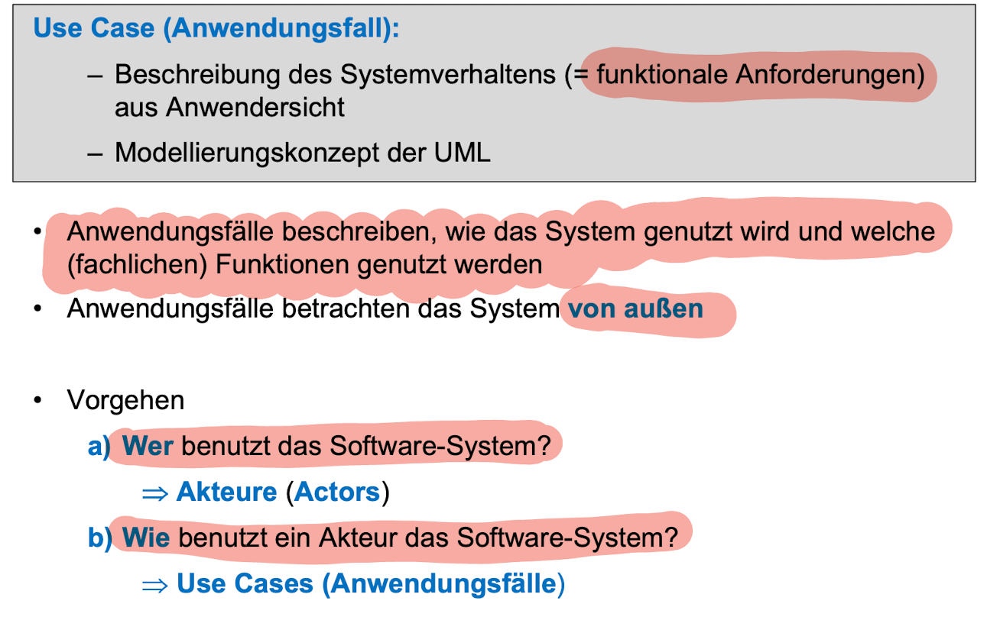 Use Case (Anwendungsfall):
– Beschreibung des Systemverhaltens (= funktionale Anforderungen)
aus Anwendersicht
– Modellierungskonzept der UML
• Anwendungsfälle beschreiben, wie das System genutzt wird und welche
(fachlichen) Funktionen genutzt werden
• Anwendungsfälle betrachten das System von außen
• Vorgehen
a) Wer benutzt das Software-System?
⇒ Akteure (Actors)
b) Wie benutzt ein Akteur das Software-System?
⇒ Use Cases (Anwendungsfälle)